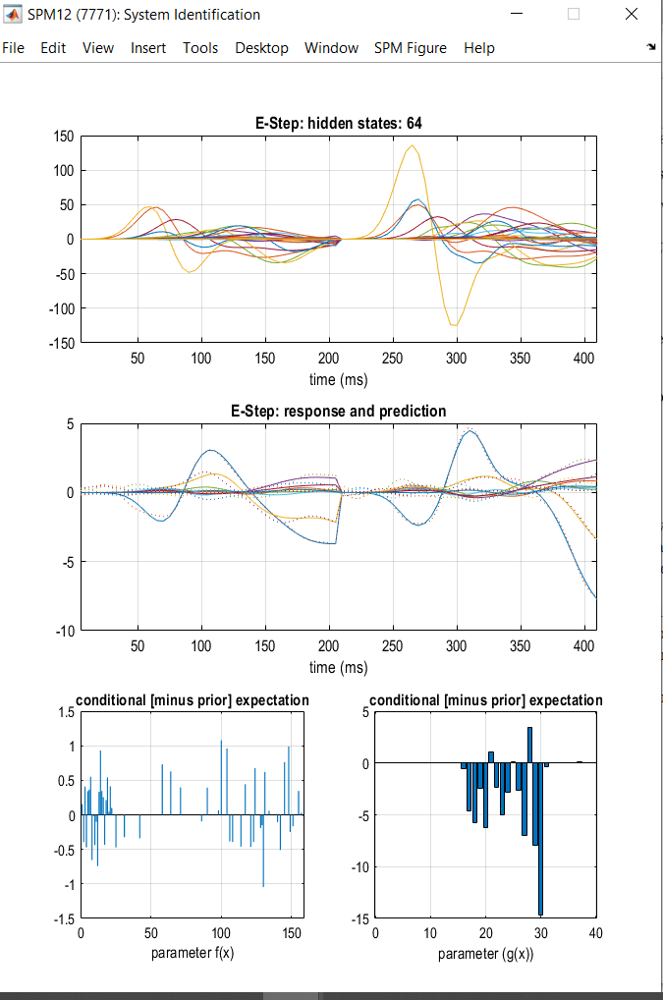 SPM12 (7771): System Identification
File Edit View Insert Tools Desktop Window SPM Figure Help
E-Step: hidden states: 64
150
100
50
0
-50
-100
-150
50 100 150 200 250 300 350 400
time (ms)
E-Step: response and prediction
5
0
-5
-10
50 100 150 200 250 300 350 400
time (ms)
conditional [minus prior] expectation
1.5
1
0.5
0
-0.5
-1
-1.5
0 50 100 150
parameter f(x)
conditional [minus prior] expectation
5
0
-5
-10
-15
0 10 20 30 40
parameter (g(x))